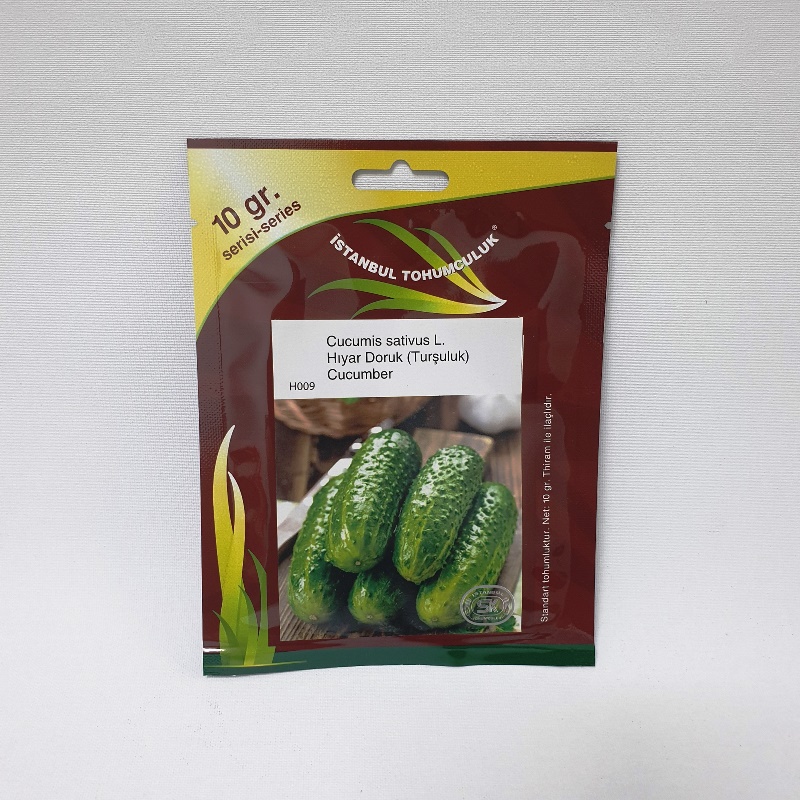 10 gr.
serisi-series
İSTANBUL TOHUMCULUK®
Cucumis sativus L.
Hıyar Doruk (Turşuluk)
Cucumber
H009
Standart tohumluktur. Net: 10 gr. Thiram ile ilaçlıdır.